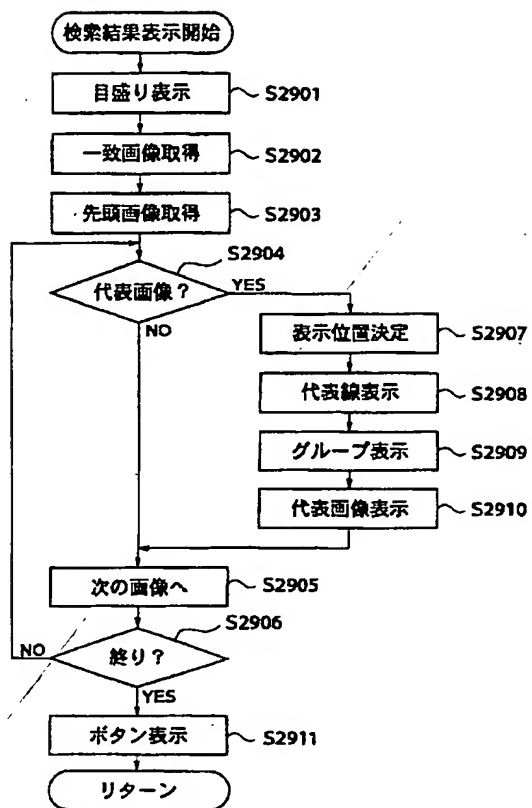 検索結果表示開始
目盛り表示 S2901
一致画像取得 S2902
先頭画像取得 S2903
S2904
代表画像？ YES
NO
表示位置決定 S2907
代表線表示 S2908
グループ表示 S2909
代表画像表示 S2910
次の画像へ S2905
S2906
NO 終り？
YES
ボタン表示 S2911
リターン